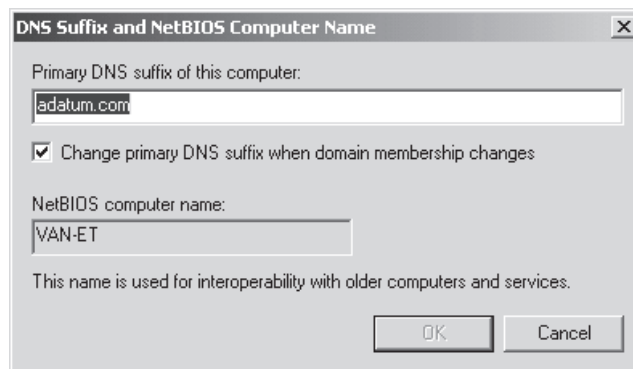 DNS Suffix and NetBIOS Computer Name
Primary DNS suffix of this computer:
adatum.com
Change primary DNS suffix when domain membership changes
NetBIOS computer name:
VAN-ET
This name is used for interoperability with older computers and services.
OK Cancel